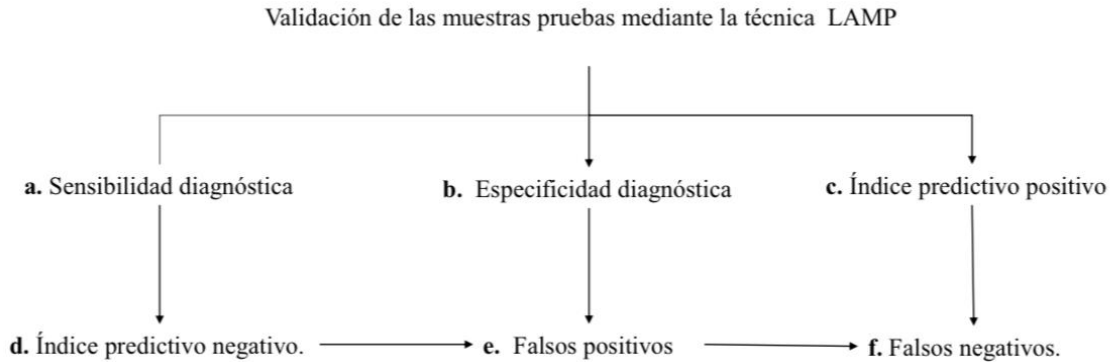 Validación de las muestras pruebas mediante la técnica LAMP
a. Sensibilidad diagnóstica
b. Especificidad diagnóstica
c. Índice predictivo positivo
d. Índice predictivo negativo.
e. Falsos positivos
f. Falsos negativos.